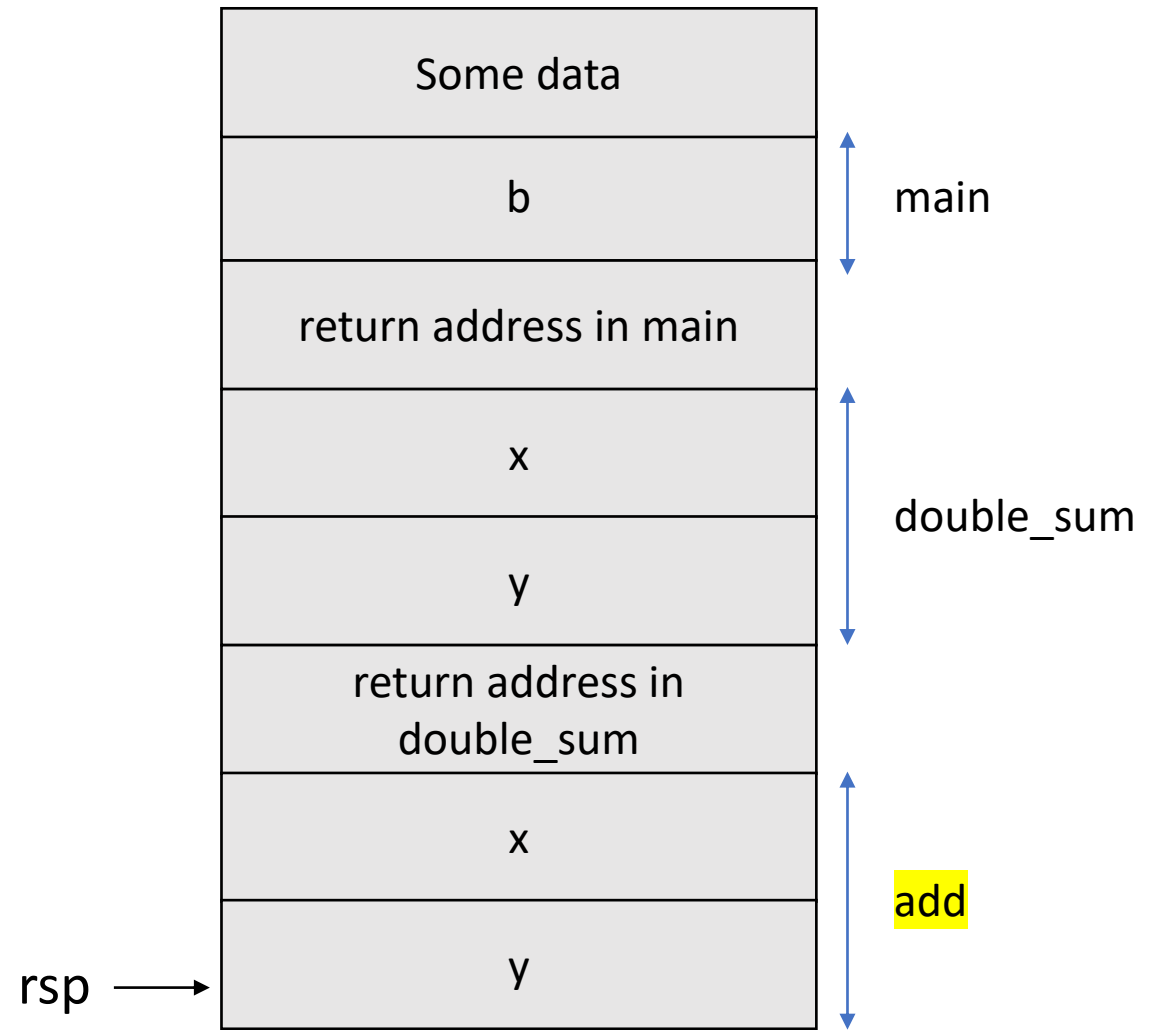 Some data
b
main
return address in main
x
double_sum
y
return address in
double_sum
x
add
y
rsp